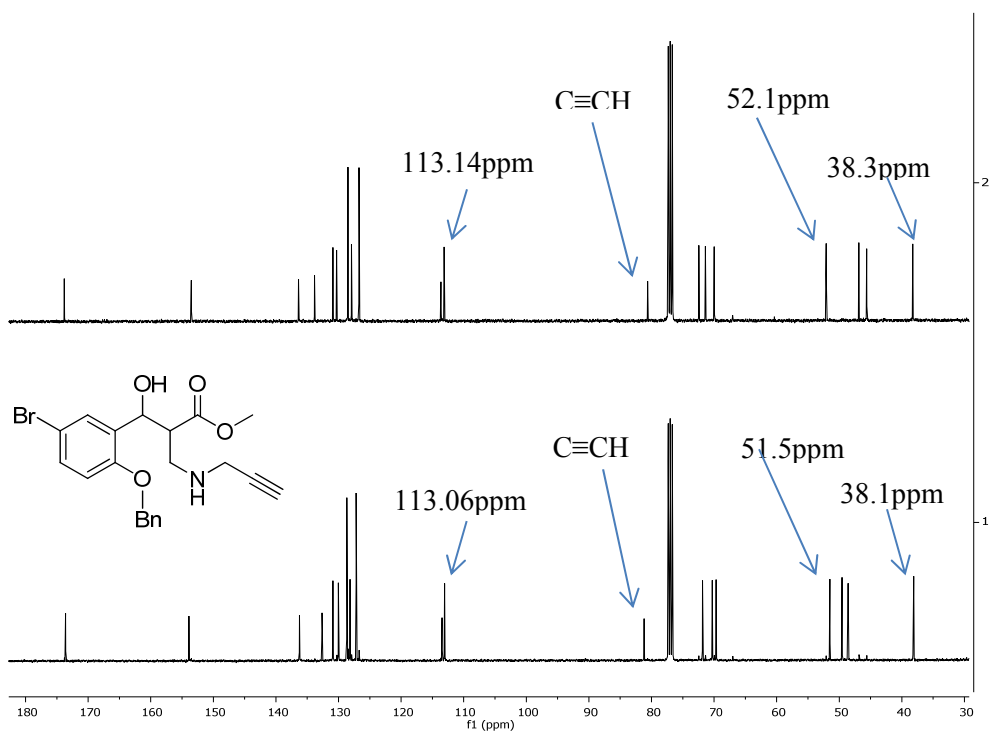 C≡CH
52.1ppm
113.14ppm
38.3ppm
2
OH
O
Br
O
N
H
O
Bn
C≡CH
51.5ppm
113.06ppm
38.1ppm
1
180 170 160 150 140 130 120 110 100 90 80 70 60 50 40 30
f1 (ppm)